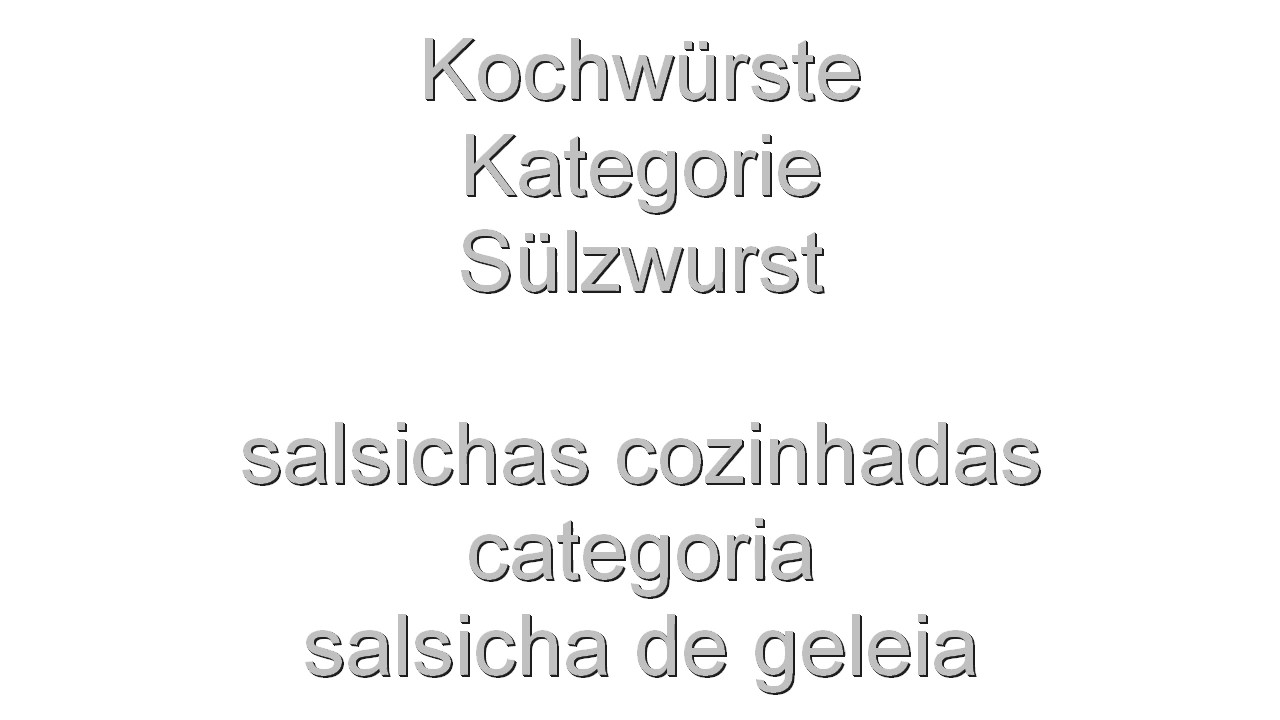 Kochwürste
Kategorie
Sülzwurst
salsichas cozinhadas
categoria
salsicha de geleia